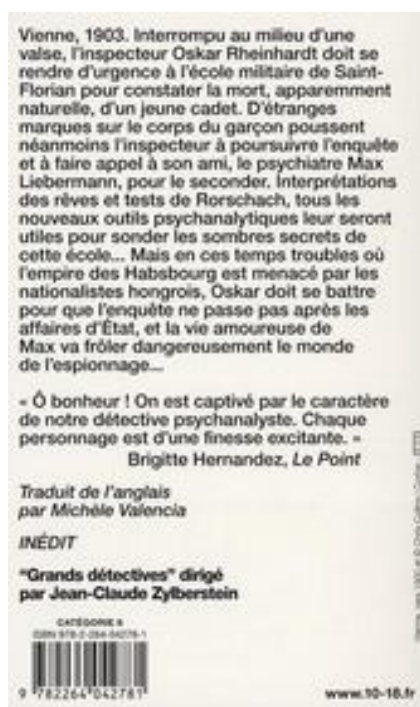 Vienne, 1903. Interrompu au milieu d'une
valse, l'inspecteur Oskar Rheinhardt doit se
rendre d'urgence à l'école militaire de Saint-
Florian pour constater la mort, apparemment
naturelle, d'un jeune cadet. D'étranges
marques sur le corps du garçon poussent
néanmoins l'inspecteur à poursuivre l'enquête
et à faire appel à son ami, le psychiatre Max
Liebermann, pour le seconder. Interprétations
des rêves et tests de Rorschach, tous les
nouveaux outils psychanalytiques leur seront
utiles pour sonder les sombres secrets de
cette école... Mais en ces temps troubles où
l'empire des Habsbourg est menacé par les
nationalistes hongrois, Oskar doit se battre
pour que l'enquête ne passe pas après les
affaires d'État, et la vie amoureuse de
Max va frôler dangereusement le monde
de l'espionnage...
« Ô bonheur ! On est captivé par le caractère
de notre détective psychanalyste. Chaque
personnage est d'une finesse excitante. »
Brigitte Hernandez, Le Point
Traduit de l'anglais
par Michèle Valencia
INÉDIT
"Grands détectives" dirigé
par Jean-Claude Zylberstein
CATÉGORIE 8
ISBN 978-2-264-04278-1
9 782264 042781
www.10-18.fr